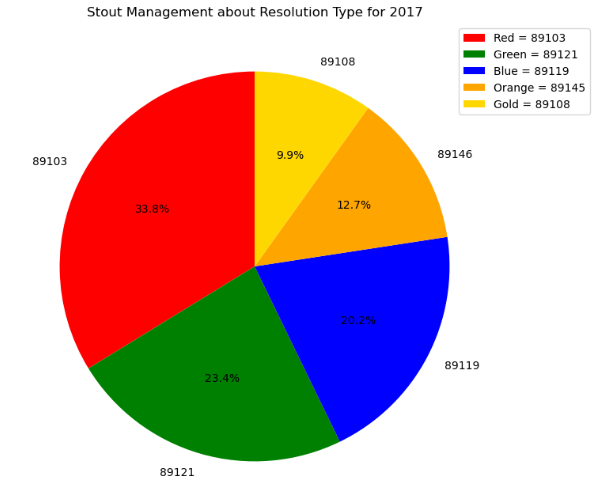 Stout Management about Resolution Type for 2017
Red = 89103
Green = 89121
Blue = 89119
Orange = 89145
Gold = 89108
89108
9.9%
89146
12.7%
89103
33.8%
20.2%
89119
23.4%
89121